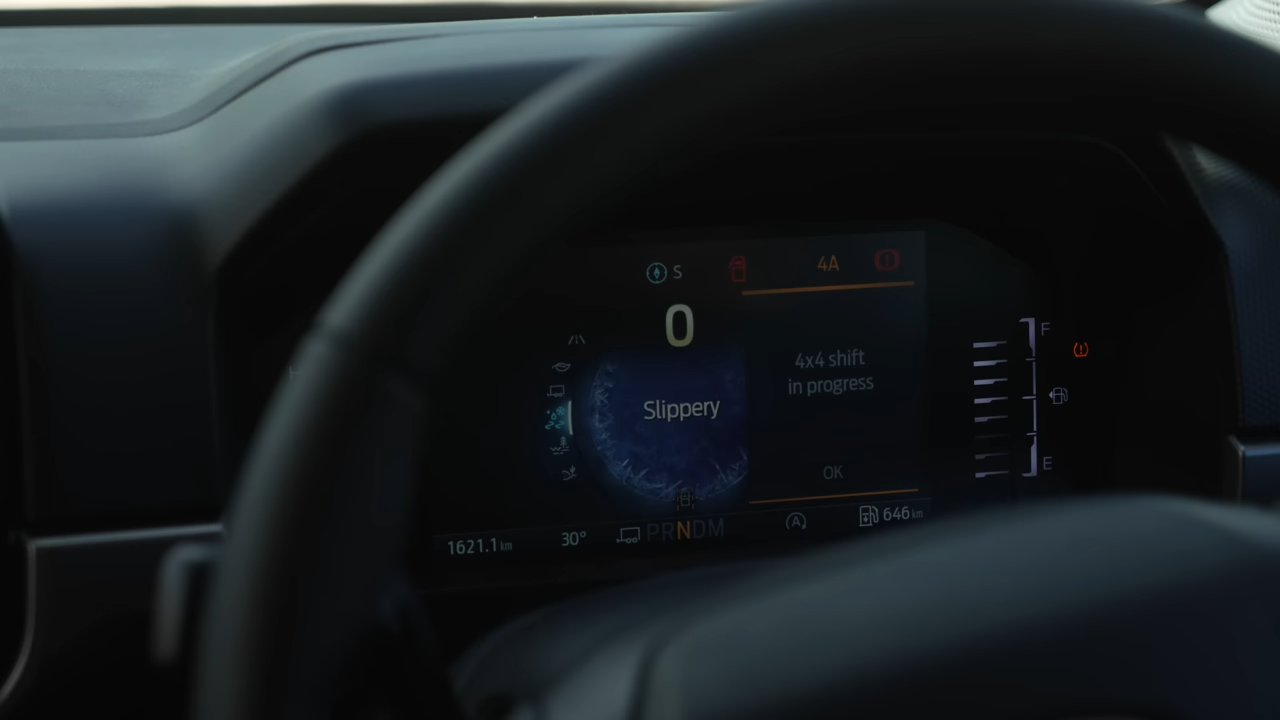 S
4A
0
4x4 shift
in progress
Slippery
OK
F
E
1621.1 km
30°
PRNDM
A
646 km